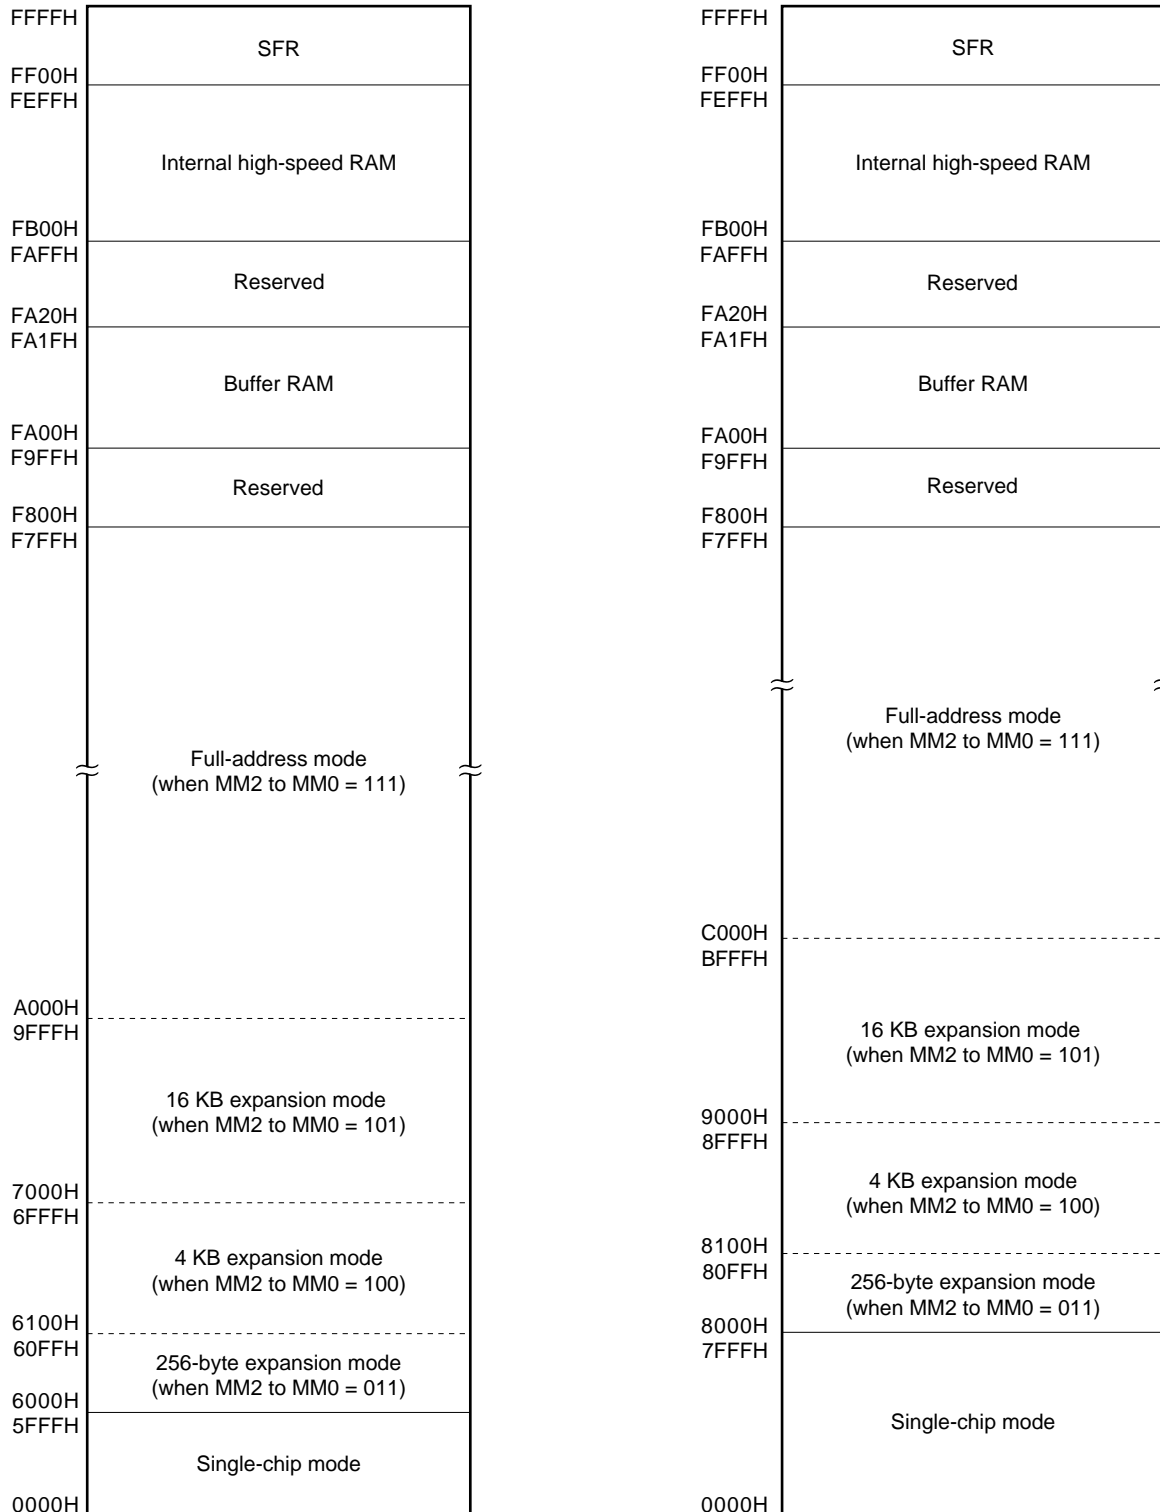 FFFFH
SFR
FF00H
FEFFH
Internal high-speed RAM
FB00H
FAFFH
Reserved
FA20H
FA1FH
Buffer RAM
FA00H
F9FFH
Reserved
F800H
F7FFH
Full-address mode
(when MM2 to MM0 = 111)
A000H
9FFFH
16 KB expansion mode
(when MM2 to MM0 = 101)
7000H
6FFFH
4 KB expansion mode
(when MM2 to MM0 = 100)
6100H
60FFH
256-byte expansion mode
(when MM2 to MM0 = 011)
6000H
5FFFH
Single-chip mode
0000H
FFFFH
SFR
FF00H
FEFFH
Internal high-speed RAM
FB00H
FAFFH
Reserved
FA20H
FA1FH
Buffer RAM
FA00H
F9FFH
Reserved
F800H
F7FFH
Full-address mode
(when MM2 to MM0 = 111)
C000H
BFFFH
16 KB expansion mode
(when MM2 to MM0 = 101)
9000H
8FFFH
4 KB expansion mode
(when MM2 to MM0 = 100)
8100H
80FFH
256-byte expansion mode
(when MM2 to MM0 = 011)
8000H
7FFFH
Single-chip mode
0000H